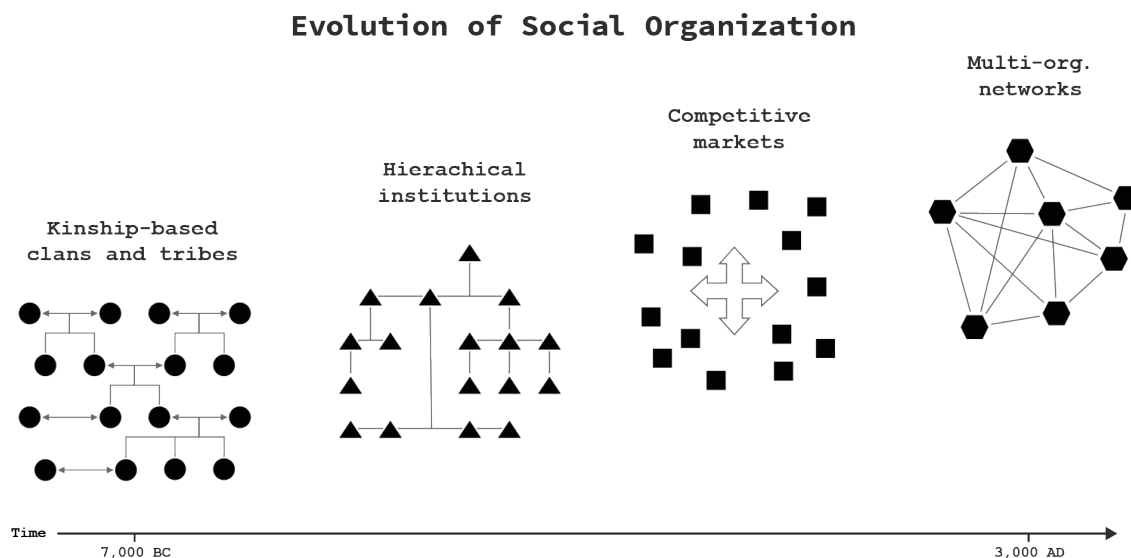 Evolution of Social Organization
Multi-org.
networks
Competitive
markets
Hierachical
institutions
Kinship-based
clans and tribes
Time
7,000 BC
3,000 AD